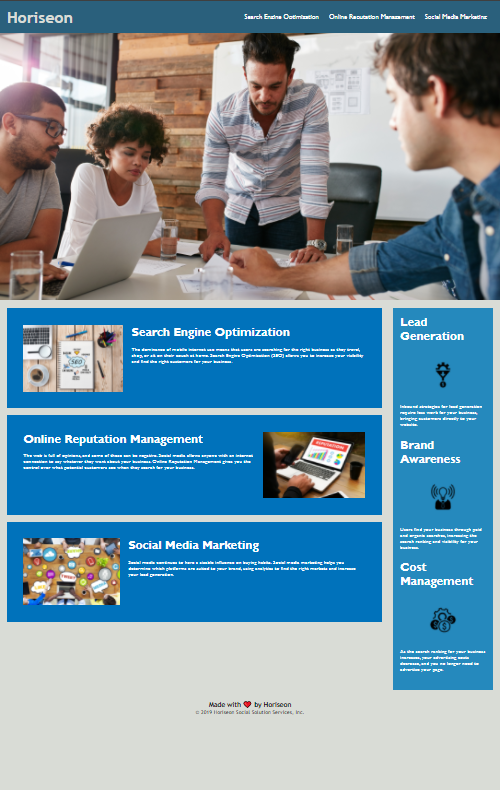 Horiseon
Search Engine Optimization Online Reputation Management Social Media Marketing
Search Engine Optimization
The dominance of mobile internet use means that users are searching for the right business as they travel,
shop, or sit on their couch at home. Search Engine Optimization (SEO) allows you to increase your visibility
and find the right customers for your business.
Online Reputation Management
The web is full of opinions, and some of these can be negative. Social media allows anyone with an internet
connection to say whatever they want about your business. Online Reputation Management gives you the
control over what potential customers see when they search for your business.
Social Media Marketing
Social media continues to have a sizable influence on buying habits. Social media marketing helps you
determine which platforms are suited to your brand, using analytics to find the right markets and increase
your lead generation.
Lead
Generation
Inbound strategies for lead generation
require less work for your business,
bringing customers directly to your
website.
Brand
Awareness
Users find your business through paid
and organic searches, increasing the
search ranking and visibility for your
business.
Cost
Management
As the search ranking for your business
increases, your advertising costs
decrease, and you no longer need to
advertise your page.
Made with ❤️ by Horiseon
© 2019 Horiseon Social Solution Services, Inc.
SEO
REPUTATION